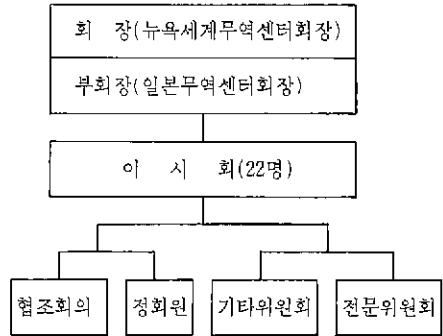 회 장(뉴욕세계무역센터회장)
부회장(일본무역센터회장)
이 시 회(22명)
협조회의 정회원 기타위원회 전문위원회